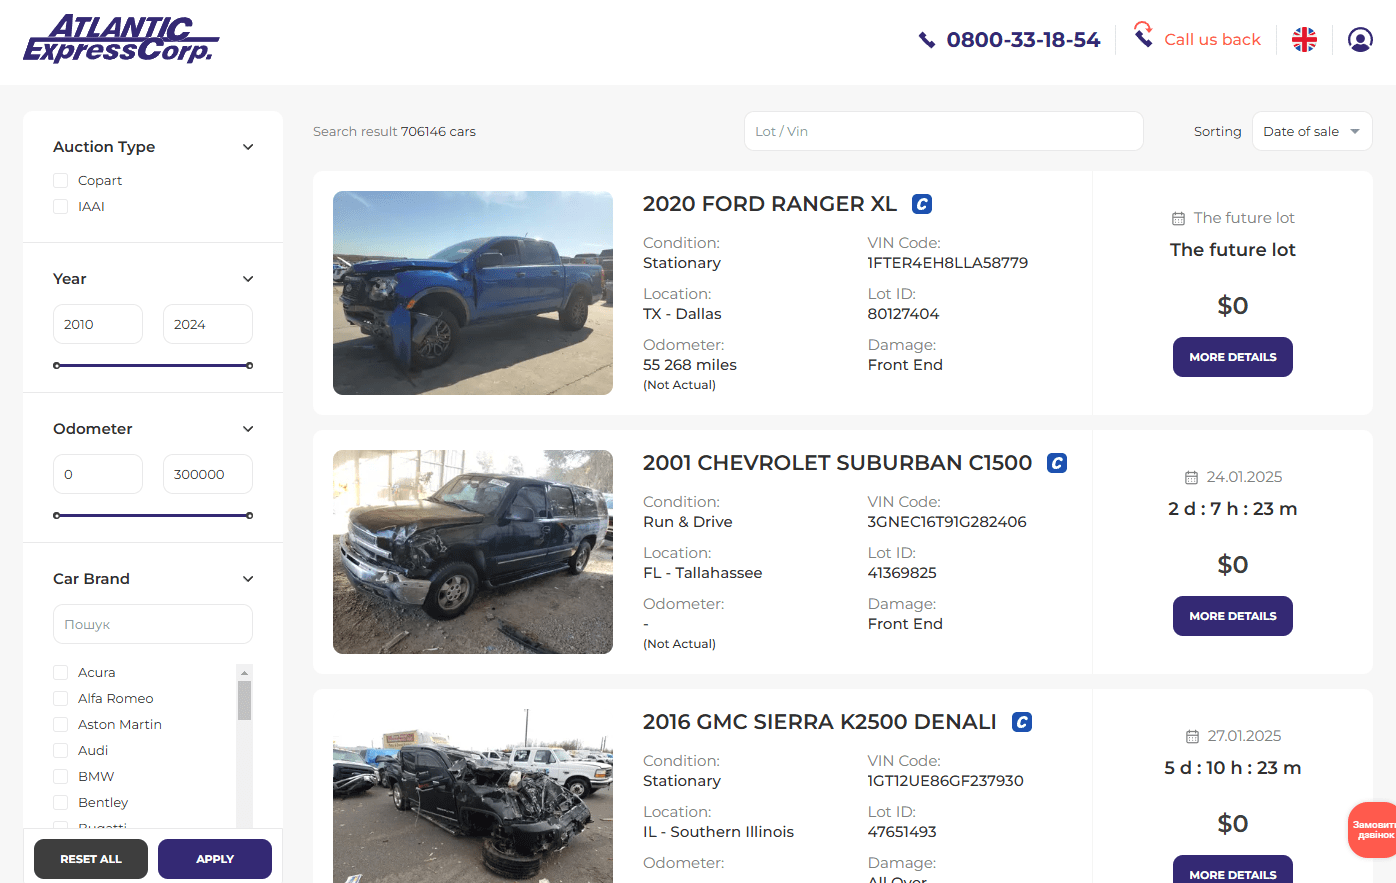 ATLANTIC
ExpressCorp.
0800-33-18-54
Call us back
Auction Type
Copart
IAAI
Year
2010
2024
Odometer
0
300000
Car Brand
Пошук
Acura
Alfa Romeo
Aston Martin
Audi
BMW
Bentley
Bugatti
RESET ALL
APPLY
Search result 706146 cars
Lot / Vin
Sorting
Date of sale
2020 FORD RANGER XL
C
Condition:
Stationary
VIN Code:
1FTER4EH8LLA58779
Location:
TX - Dallas
Lot ID:
80127404
Odometer:
55 268 miles
(Not Actual)
Damage:
Front End
The future lot
The future lot
$0
MORE DETAILS
2001 CHEVROLET SUBURBAN C1500
C
Condition:
Run & Drive
VIN Code:
3GNEC16T91G282406
Location:
FL - Tallahassee
Lot ID:
41369825
Odometer:
-
(Not Actual)
Damage:
Front End
24.01.2025
2 d : 7 h : 23 m
$0
MORE DETAILS
2016 GMC SIERRA K2500 DENALI
C
Condition:
Stationary
VIN Code:
1GT12UE86GF237930
Location:
IL - Southern Illinois
Lot ID:
47651493
Odometer:
Damage:
All Over
27.01.2025
5 d : 10 h : 23 m
$0
MORE DETAILS
Замовит
дзвінок